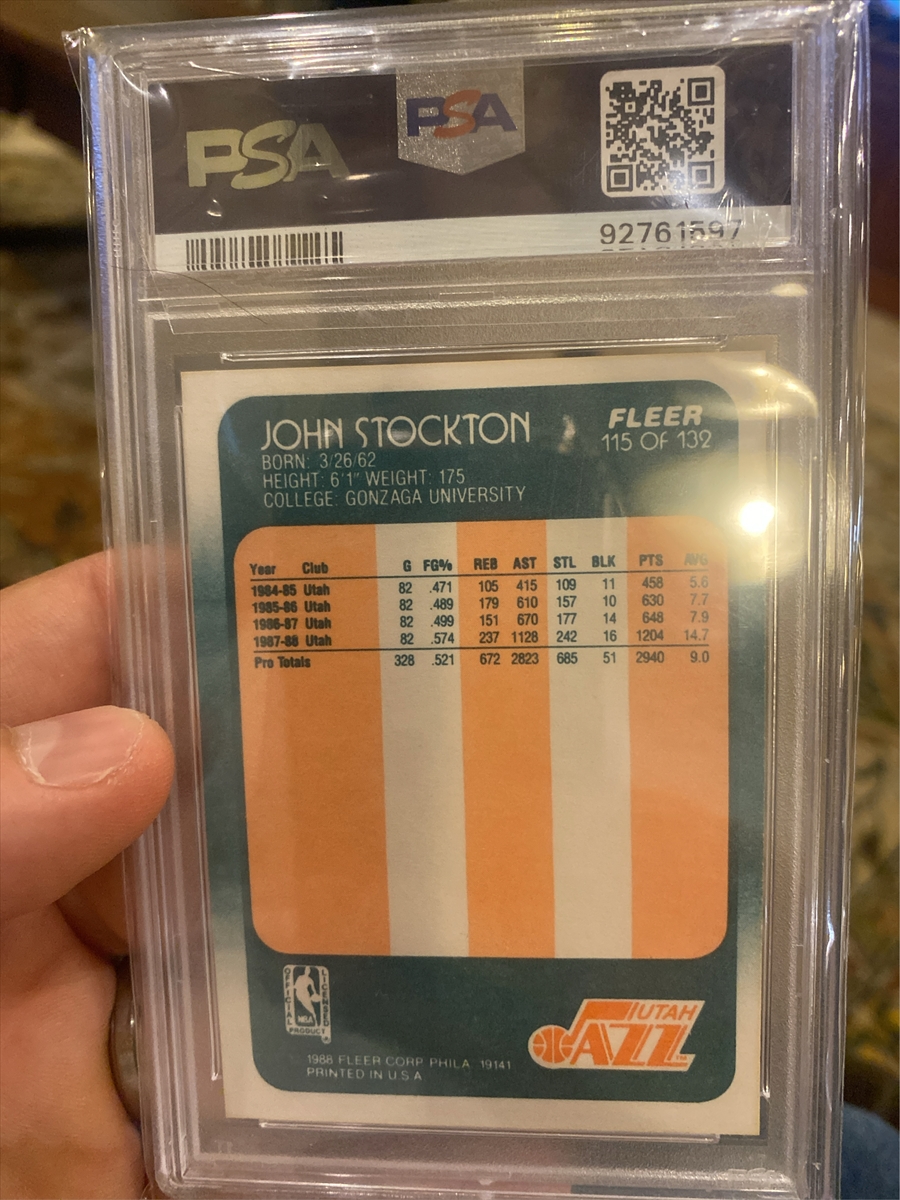 PSA
PSA
92761597
JOHN STOCKTON
BORN: 3/26/62
HEIGHT: 6'1" WEIGHT: 175
COLLEGE: GONZAGA UNIVERSITY
FLEER
115 OF 132
Year Club G FG% REB AST STL BLK PTS AVG
1984-85 Utah 82 .471 105 415 109 11 458 5.6
1985-86 Utah 82 .489 179 610 157 10 630 7.7
1986-87 Utah 82 .499 151 670 177 14 648 7.9
1987-88 Utah 82 .574 237 1128 242 16 1204 14.7
Pro Totals 328 .521 672 2823 685 51 2940 9.0
OFFICIAL
LICENSED
NBA
PRODUCT
UTAH
JAZZ
TM
1988 FLEER CORP. PHILA. 19141
PRINTED IN U.S.A